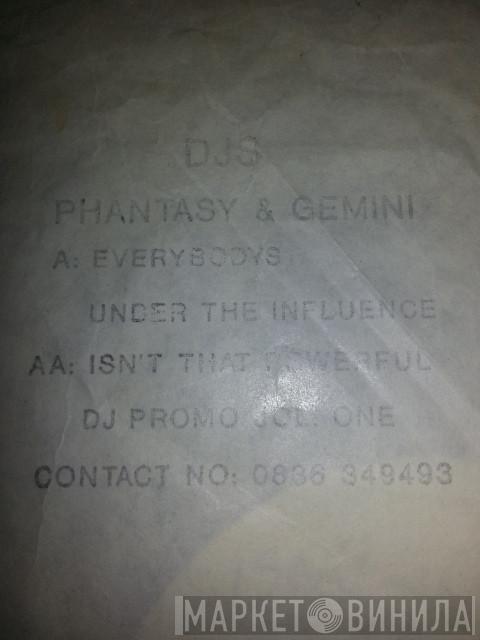 DJS
PHANTASY & GEMINI
A: EVERYBODYS
UNDER THE INFLUENCE
AA: ISN'T THAT POWERFUL
DJ PROMO ONE
CONTACT NO: 0836 349493
МАРКЕТ ВИНИЛА